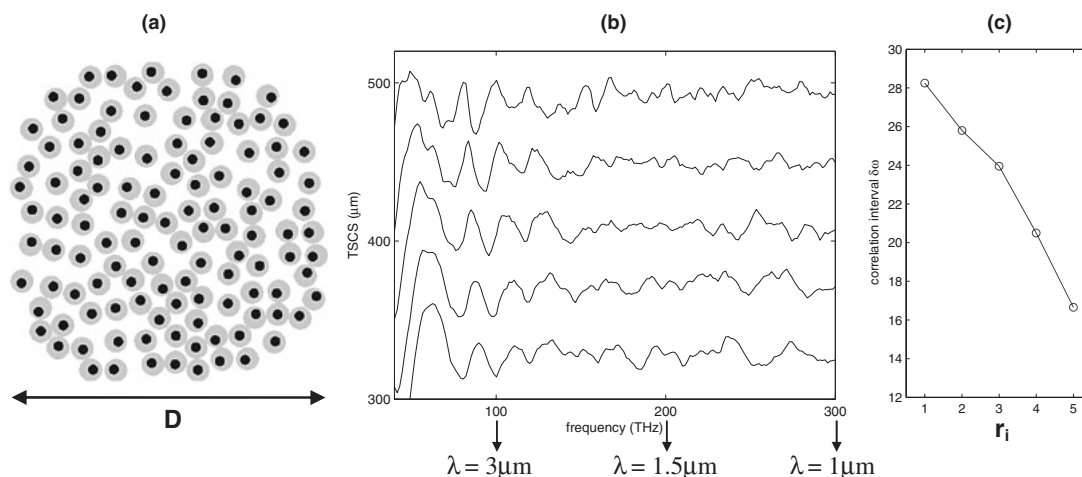 (a)
D
(b)
TSCS (μm)
500
400
300
100
200
300
frequency (THz)
λ = 3μm
λ = 1.5μm
λ = 1μm
(c)
correlation interval δω
30
28
26
24
22
20
18
16
14
12
1 2 3 4 5
r_i